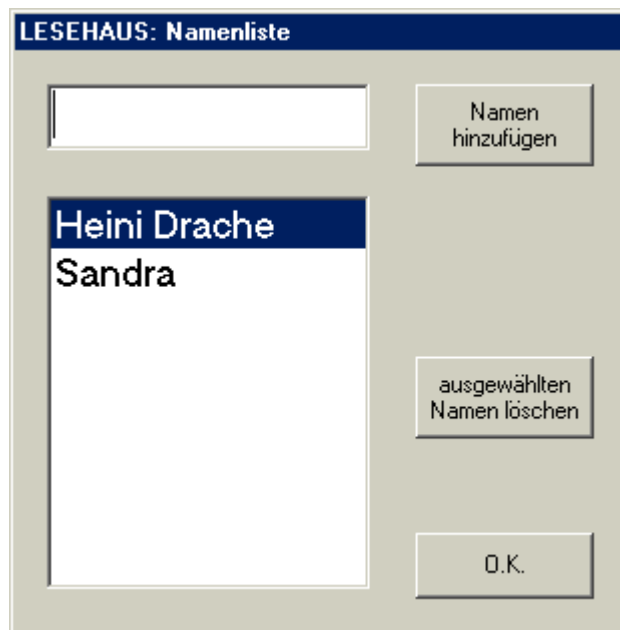 LESEHAUS: Namenliste
Namen
hinzufügen
Heini Drache
Sandra
ausgewählten
Namen löschen
O.K.